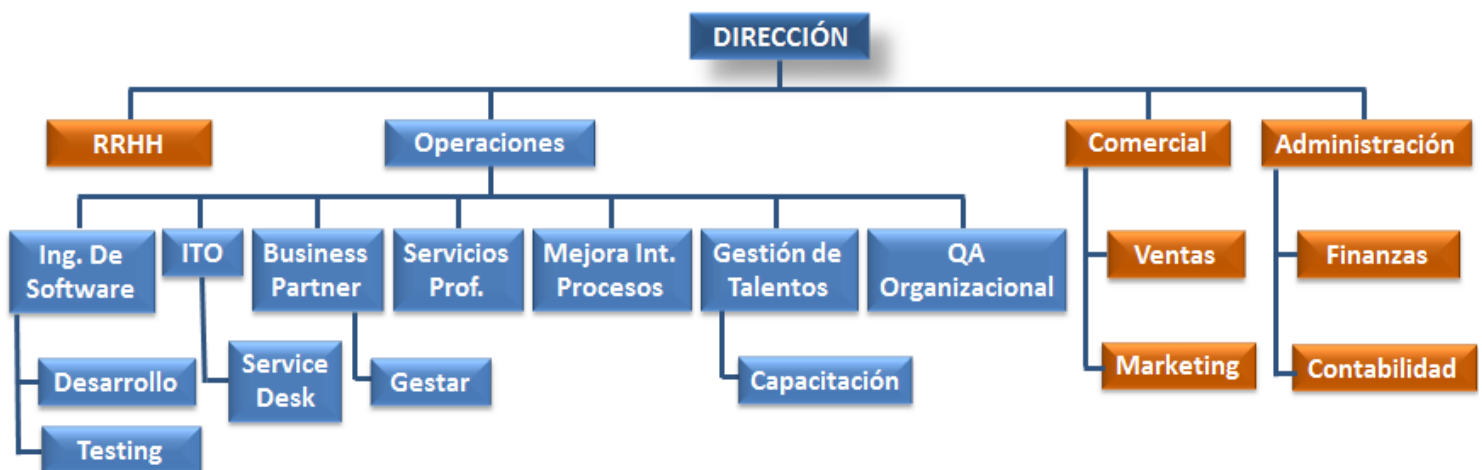 DIRECCIÓN
RRHH
Operaciones
Comercial
Administración
Ing. De
Software
ITO
Business
Partner
Servicios
Prof.
Mejora Int.
Procesos
Gestión de
Talentos
QA
Organizacional
Ventas
Finanzas
Desarrollo
Service
Desk
Gestar
Capacitación
Marketing
Contabilidad
Testing